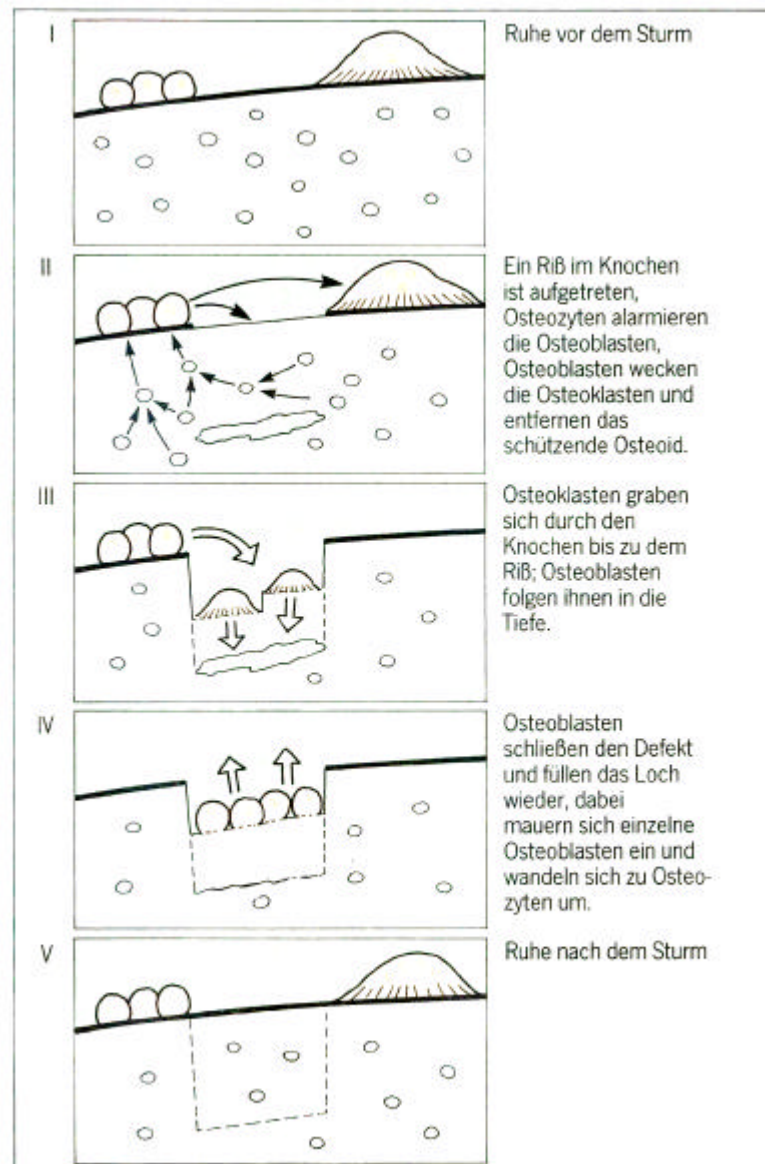 I
Ruhe vor dem Sturm
II
Ein Riß im Knochen
ist aufgetreten,
Osteozyten alarmieren
die Osteoblasten,
Osteoblasten wecken
die Osteoklasten und
entfernen das
schützende Osteoid.
III
Osteoklasten graben
sich durch den
Knochen bis zu dem
Riß; Osteoblasten
folgen ihnen in die
Tiefe.
IV
Osteoblasten
schließen den Defekt
und füllen das Loch
wieder, dabei
mauern sich einzelne
Osteoblasten ein und
wandeln sich zu Osteo-
zyten um.
V
Ruhe nach dem Sturm